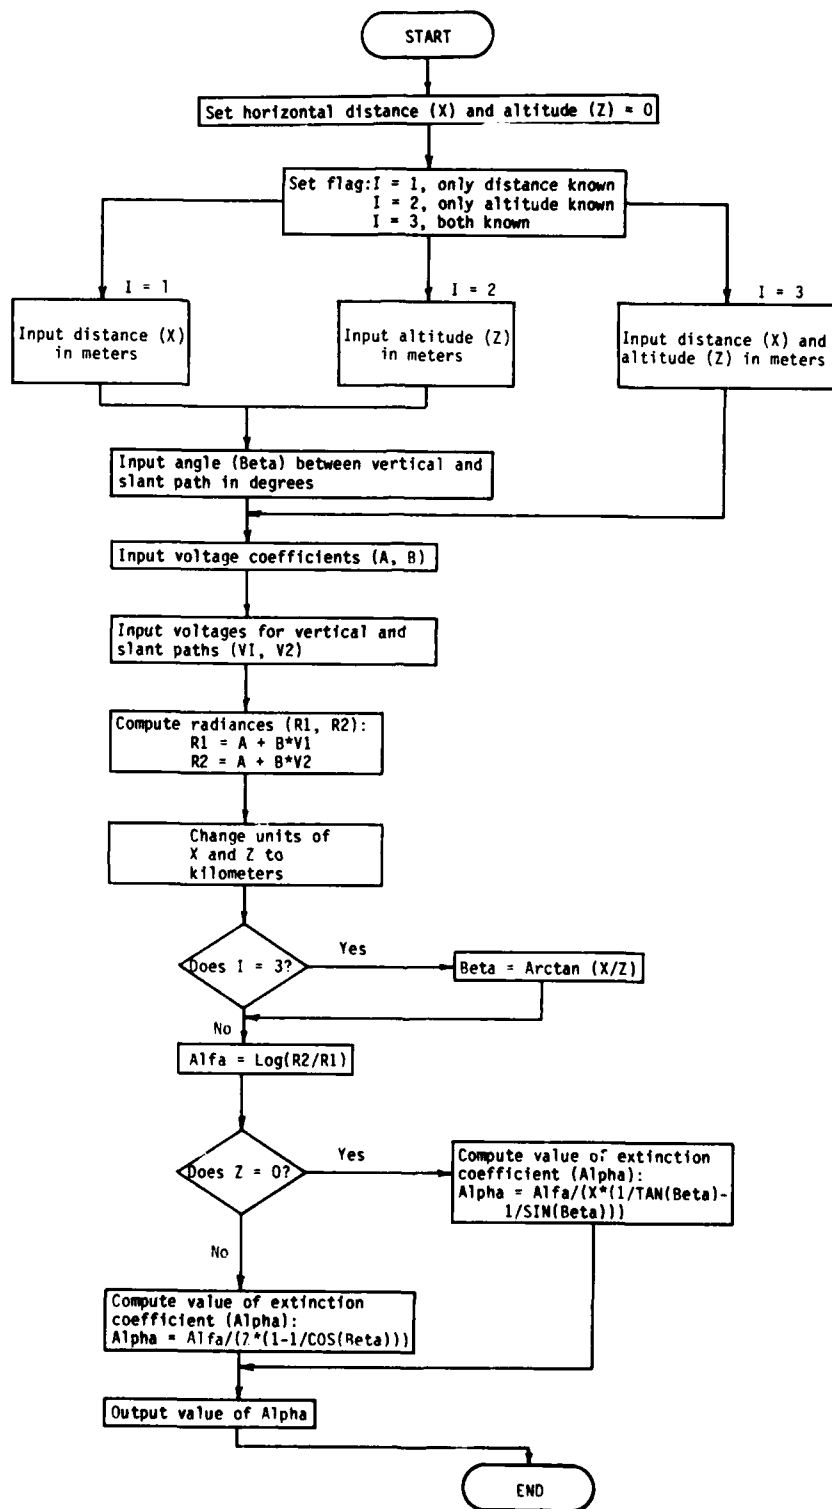 START
Set horizontal distance (X) and altitude (Z) = 0
Set flag:I = 1, only distance known
I = 2, only altitude known
I = 3, both known
I = 1
I = 2
I = 3
Input distance (X)
in meters
Input altitude (Z)
in meters
Input distance (X) and
altitude (Z) in meters
Input angle (Beta) between vertical and
slant path in degrees
Input voltage coefficients (A, B)
Input voltages for vertical and
slant paths (V1, V2)
Compute radiances (R1, R2):
R1 = A + B*V1
R2 = A + B*V2
Change units of
X and Z to
kilometers
Does I = 3?
Yes
Beta = Arctan (X/Z)
No
Alfa = Log(R2/R1)
Does Z = 0?
Yes
Compute value of extinction
coefficient (Alpha):
Alpha = Alfa/(X*(1/TAN(Beta)-
1/SIN(Beta)))
No
Compute value of extinction
coefficient (Alpha):
Alpha = Alfa/(Z*(1-1/COS(Beta)))
Output value of Alpha
END